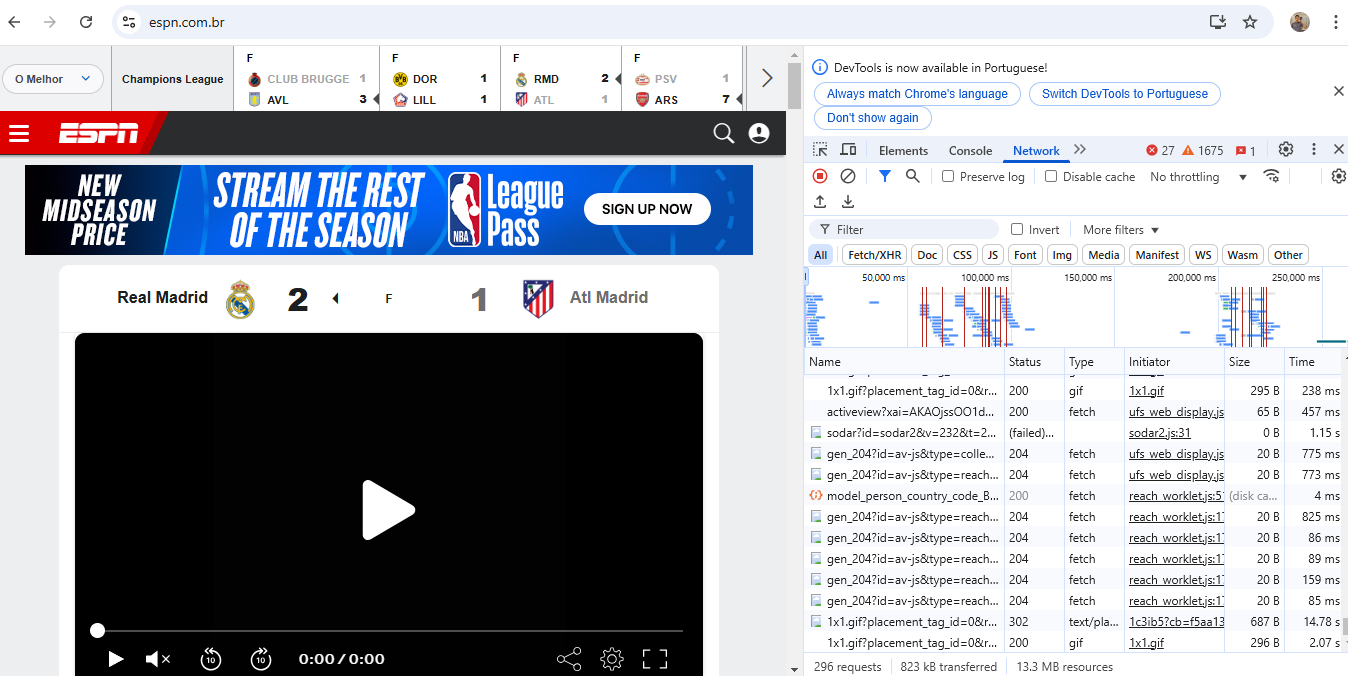 espn.com.br
O Melhor
Champions League
F
CLUB BRUGGE 1
AVL 3
F
DOR 1
LILL 1
F
RMD 2
ATL 1
F
PSV 1
ARS 7
ESPN
NEW
MIDSEASON
PRICE
STREAM THE REST
OF THE SEASON
NBA
League
Pass
SIGN UP NOW
Real Madrid 2 F 1 Atl Madrid
10
10
0:00 / 0:00
DevTools is now available in Portuguese!
Always match Chrome's language
Switch DevTools to Portuguese
Don't show again
Elements Console Network 27 1675 1
Preserve log Disable cache No throttling
Filter Invert More filters
All Fetch/XHR Doc CSS JS Font Img Media Manifest WS Wasm Other
50,000 ms 100,000 ms 150,000 ms 200,000 ms 250,000 ms
Name Status Type Initiator Size Time
1x1.gif?placement_tag_id=0&r... 200 gif 1x1.gif 295 B 238 ms
activeview?xai=AKAOjssOO1d... 200 fetch ufs_web_display.js 65 B 457 ms
sodar?id=sodar2&v=232&t=2... (failed)... sodar2.js:31 0 B 1.15 s
gen_204?id=av-js&type=colle... 204 fetch ufs_web_display.js 20 B 775 ms
gen_204?id=av-js&type=reach... 204 fetch ufs_web_display.js 20 B 773 ms
model_person_country_code_B... 200 fetch reach_worklet.js:5 (disk ca... 4 ms
gen_204?id=av-js&type=reach... 204 fetch reach_worklet.js:17 20 B 825 ms
gen_204?id=av-js&type=reach... 204 fetch reach_worklet.js:17 20 B 86 ms
gen_204?id=av-js&type=reach... 204 fetch reach_worklet.js:17 20 B 89 ms
gen_204?id=av-js&type=reach... 204 fetch reach_worklet.js:17 20 B 159 ms
gen_204?id=av-js&type=reach... 204 fetch reach_worklet.js:17 20 B 85 ms
1x1.gif?placement_tag_id=0&r... 302 text/pla... 1c3ib5?cb=f5aa13 687 B 14.78 s
1x1.gif?placement_tag_id=0&r... 200 gif 1x1.gif 296 B 2.07 s
296 requests 823 kB transferred 13.3 MB resources